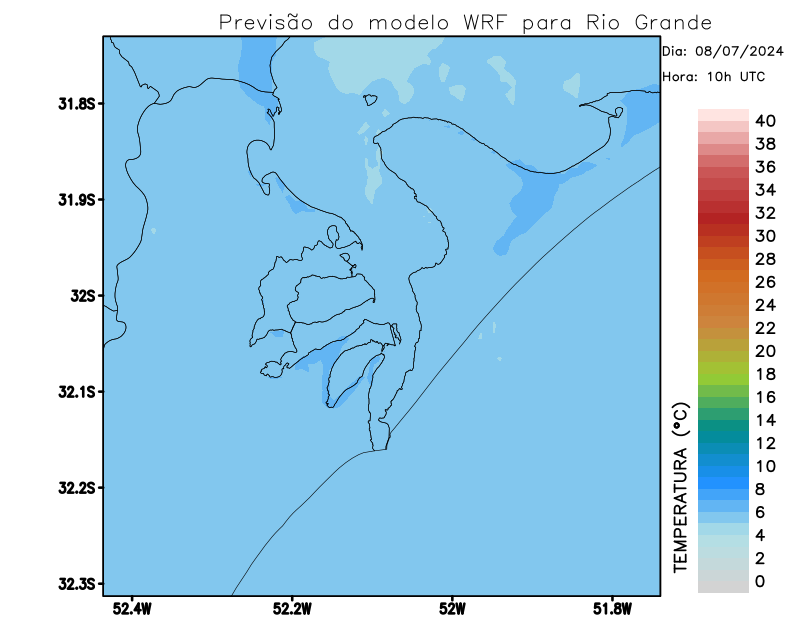 Previsão do modelo WRF para Rio Grande
Dia: 08/07/2024
Hora: 10h UTC
31.8S
31.9S
32S
32.1S
32.2S
32.3S
52.4W
52.2W
52W
51.8W
TEMPERATURA (°C)
40
38
36
34
32
30
28
26
24
22
20
18
16
14
12
10
8
6
4
2
0